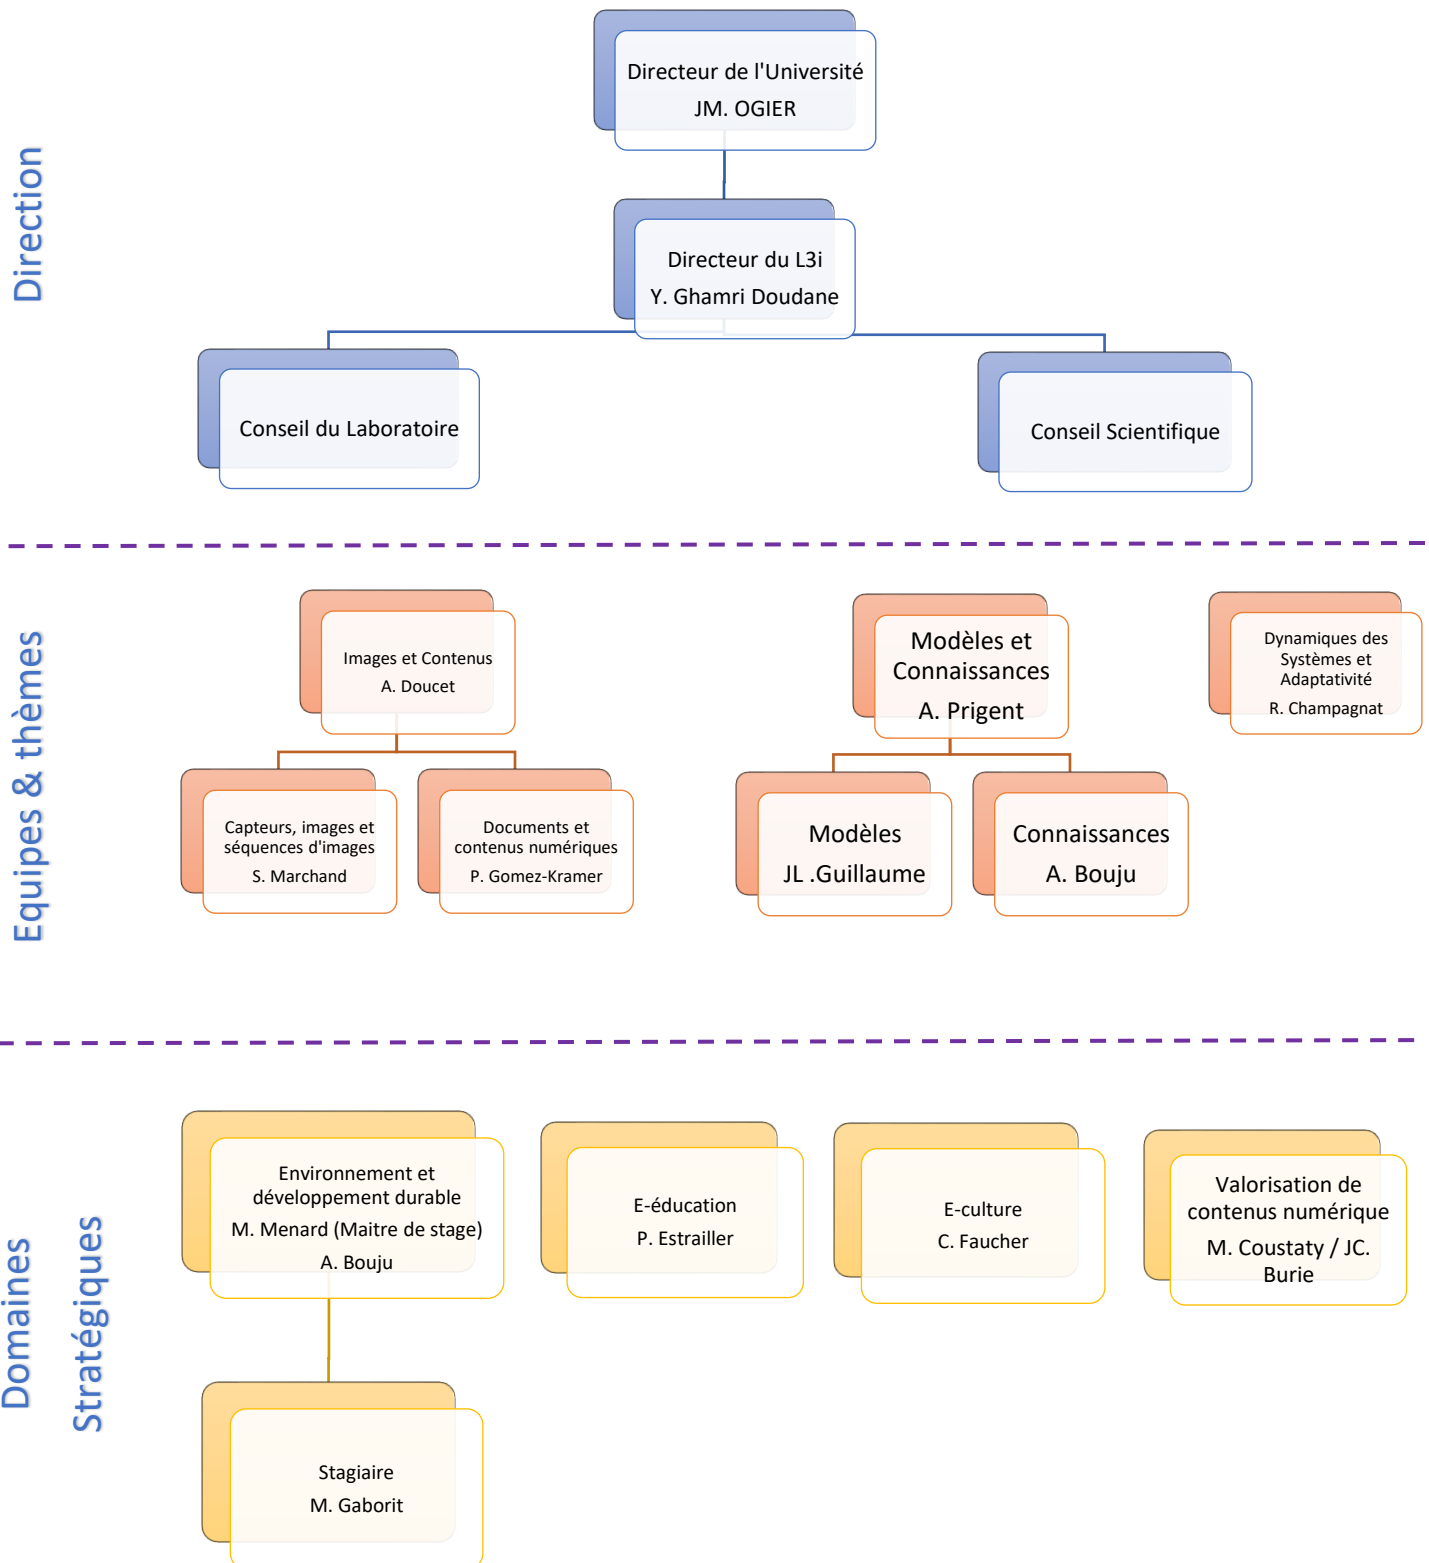 Direction
Directeur de l'Université
JM. OGIER
Directeur du L3i
Y. Ghamri Doudane
Conseil du Laboratoire
Conseil Scientifique
Equipes & thèmes
Images et Contenus
A. Doucet
Capteurs, images et
séquences d'images
S. Marchand
Documents et
contenus numériques
P. Gomez-Kramer
Modèles et
Connaissances
A. Prigent
Modèles
JL .Guillaume
Connaissances
A. Bouju
Dynamiques des
Systèmes et
Adaptativité
R. Champagnat
Domaines
Stratégiques
Environnement et
développement durable
M. Menard (Maitre de stage)
A. Bouju
Stagiaire
M. Gaborit
E-éducation
P. Estrailler
E-culture
C. Faucher
Valorisation de
contenus numérique
M. Coustaty / JC.
Burie